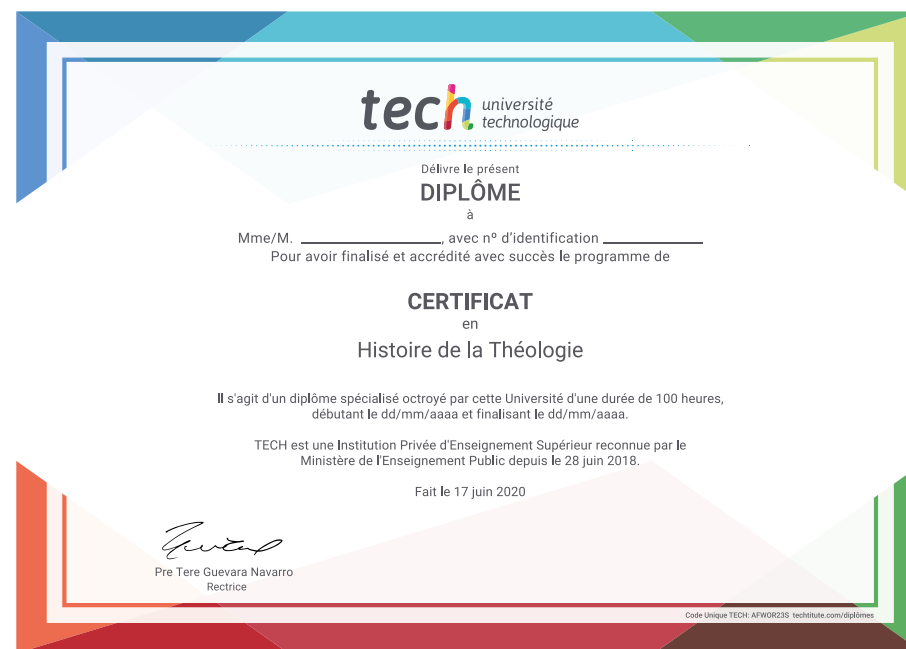 tech université
technologique
Délivre le présent
DIPLÔME
à
Mme/M. ____________________, avec nº d'identification ______________
Pour avoir finalisé et accrédité avec succès le programme de
CERTIFICAT
en
Histoire de la Théologie
Il s'agit d'un diplôme spécialisé octroyé par cette Université d'une durée de 100 heures,
débutant le dd/mm/aaaa et finalisant le dd/mm/aaaa.
TECH est une Institution Privée d'Enseignement Supérieur reconnue par le
Ministère de l'Enseignement Public depuis le 28 juin 2018.
Fait le 17 juin 2020
Pre Tere Guevara Navarro
Rectrice
Code Unique TECH: AFWOR23S techtitute.com/diplômes